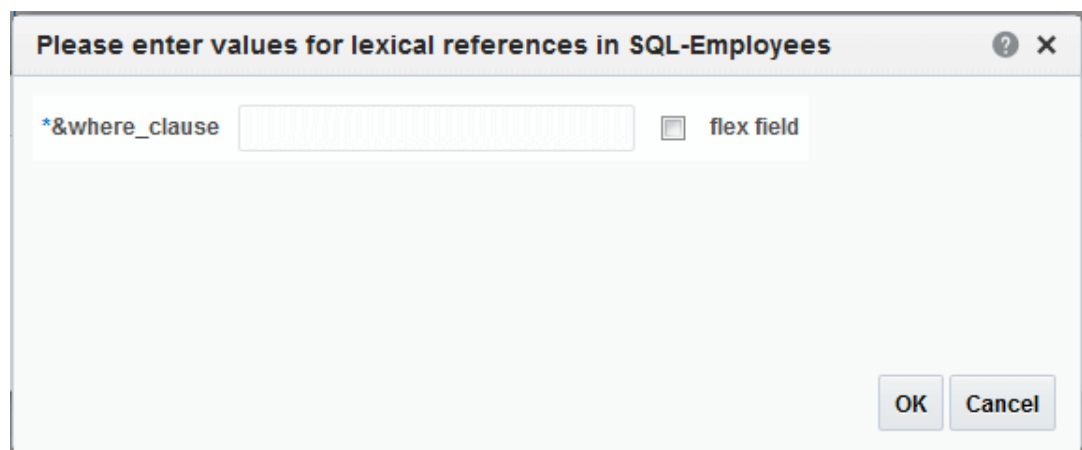 Please enter values for lexical references in SQL-Employees
*&where_clause flex field
OK Cancel